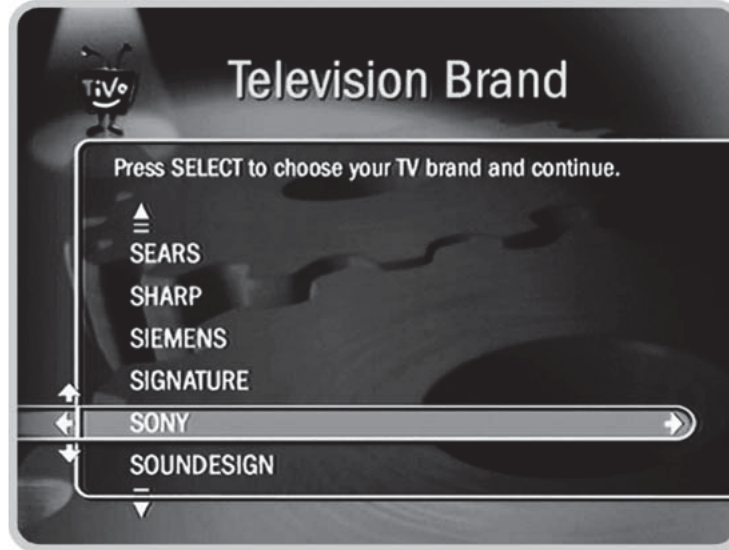 TiVo
Television Brand
Press SELECT to choose your TV brand and continue.
SEARS
SHARP
SIEMENS
SIGNATURE
SONY
SOUNDESIGN